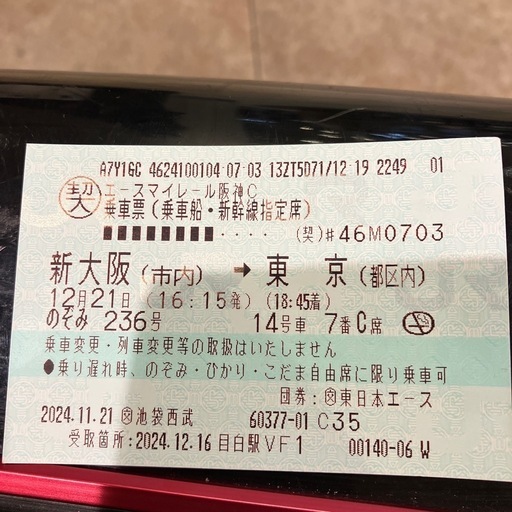 A7Y1&C 4624100104 07-03 13ZT5D71/12 19 2249 01
契 エースマイレール阪神C
乗車票(乗車船・新幹線指定席)
■■■■■■■■・・・・ (契)#46M0703
新大阪(市内) → 東京(都区内)
12月21日 (16:15発) (18:45着)
のぞみ 236号 14号車 7番C席
乗車変更・列車変更等の取扱はいたしません
●乗り遅れ時、のぞみ・ひかり・こだま自由席に限り乗車可
団券:㋰東日本エース
2024.11.21 ㋰池袋西武 60377-01 C35
受取箇所:2024.12.16 目白駅VF1 00140-06 W